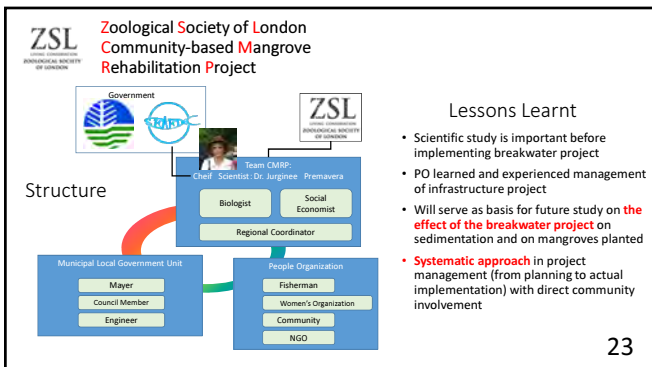 ZSL
LIVING CONSERVATION
ZOOLOGICAL SOCIETY
OF LONDON
Zoological Society of London
Community-based Mangrove
Rehabilitation Project
Government
SEAFDEC
ZSL
LIVING CONSERVATION
ZOOLOGICAL SOCIETY
OF LONDON
Structure
Team CMRP:
Cheif Scientist: Dr. Jurginee Premavera
Biologist
Social
Economist
Regional Coordinator
Municipal Local Government Unit
Mayer
Council Member
Engineer
People Organization
Fisherman
Women's Organization
Community
NGO
Lessons Learnt
• Scientific study is important before
implementing breakwater project
• PO learned and experienced management
of infrastructure project
• Will serve as basis for future study on the
effect of the breakwater project on
sedimentation and on mangroves planted
• Systematic approach in project
management (from planning to actual
implementation) with direct community
involvement
23